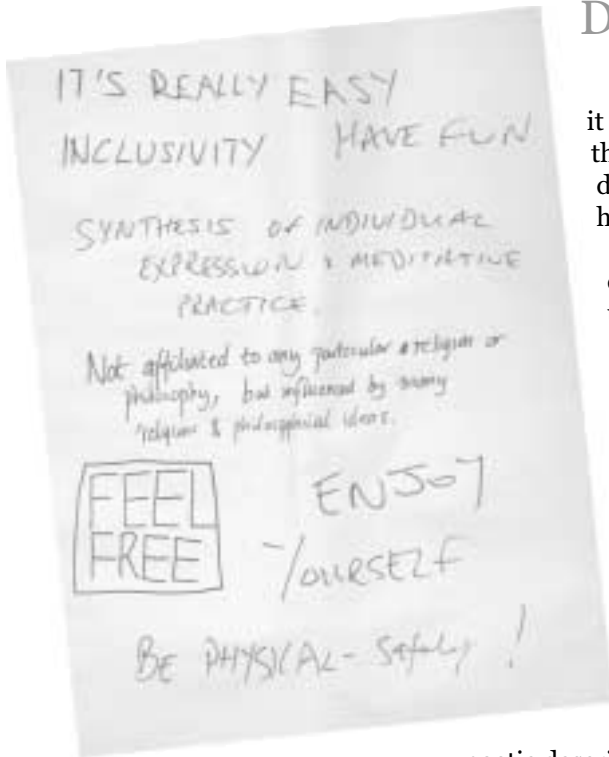 D
IT'S REALLY EASY
INCLUSIVITY HAVE FUN
it
th
d
h
SYNTHESIS OF INDIVIDUAL
EXPRESSION & MEDITATIVE
PRACTICE.
Not affiliated to any particular religion or
philosophy, but influenced by many
religious & philosophical ideas.
FEEL
FREE
ENJOY
YOURSELF
BE PHYSICAL - Safely !